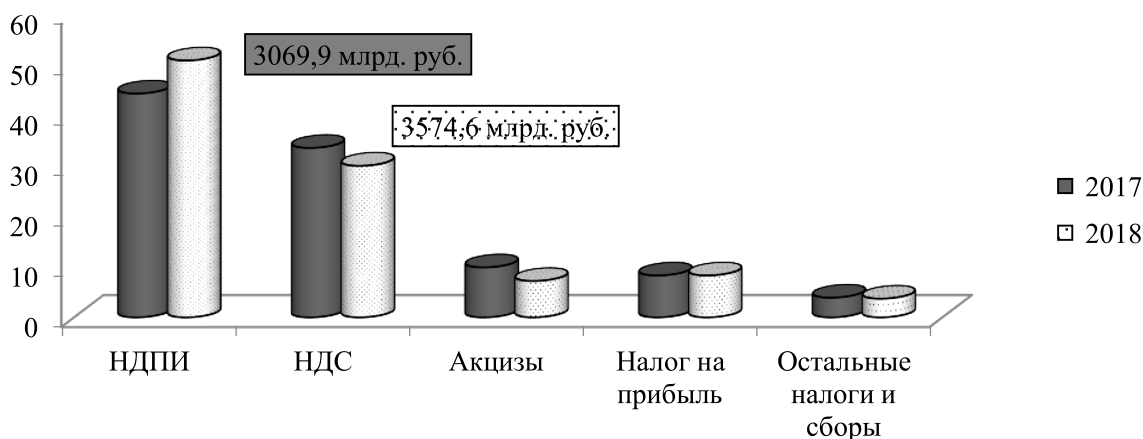 60
50
40
30
20
10
0
3069,9 млрд. руб.
3574,6 млрд. руб.
2017
2018
НДПИ
НДС
Акцизы
Налог на
прибыль
Остальные
налоги и
сборы